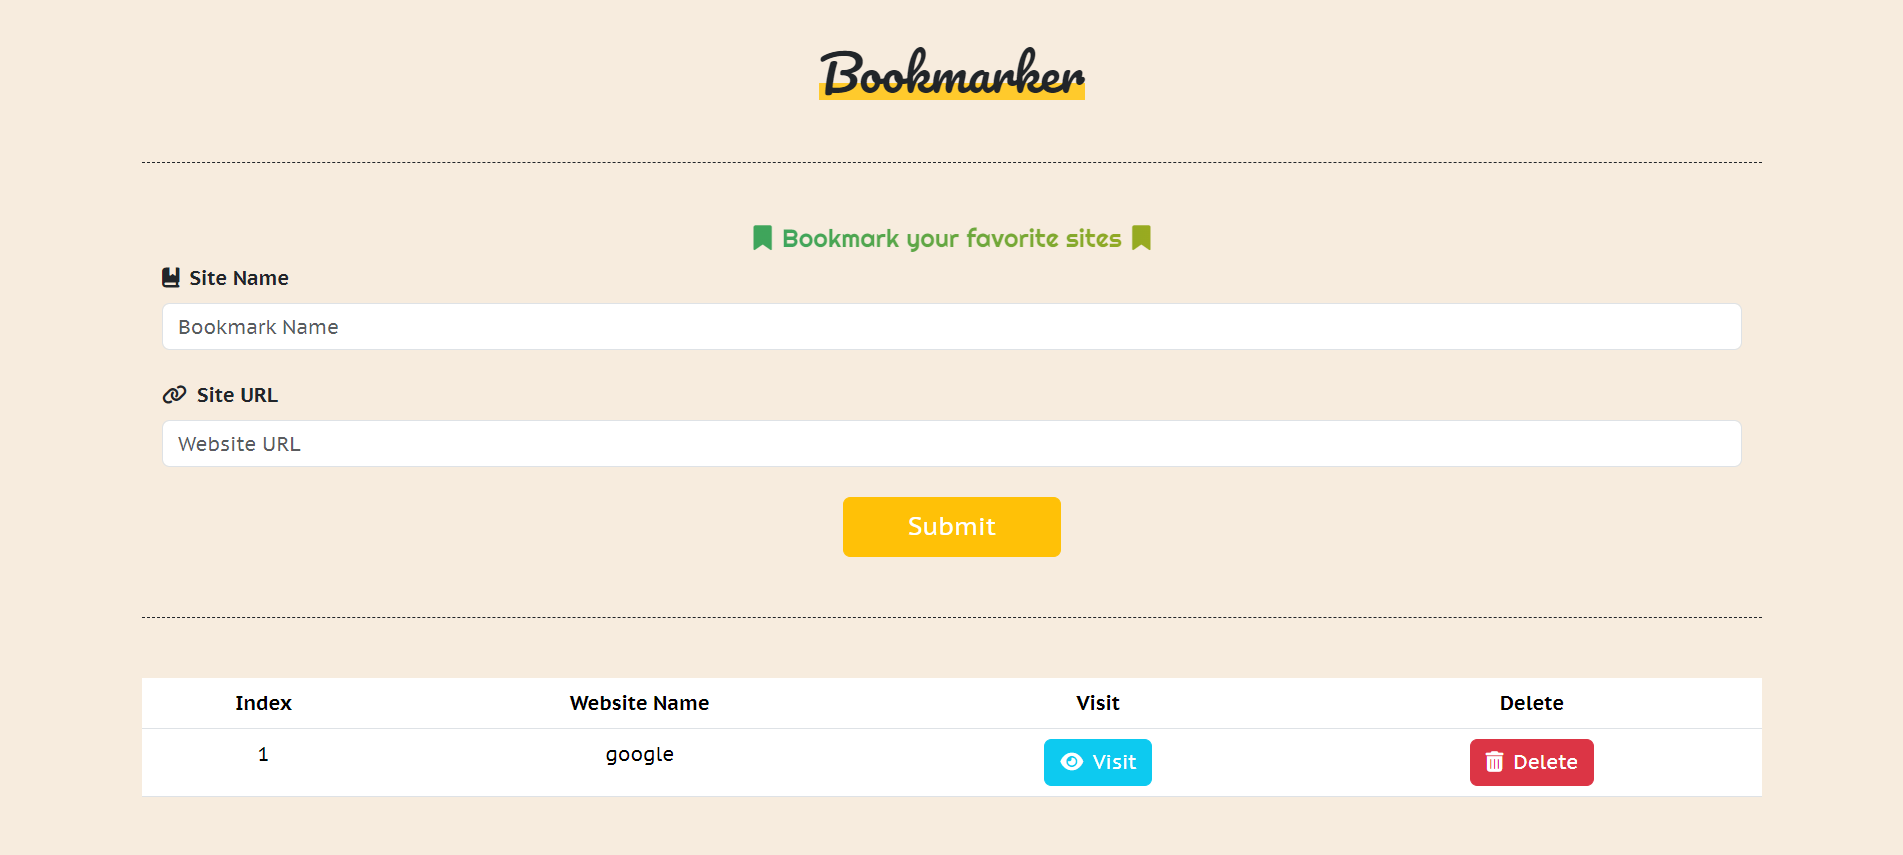 Bookmarker
Bookmark your favorite sites
Site Name
Bookmark Name
Site URL
Website URL
Submit
Index Website Name Visit Delete
1 google Visit Delete